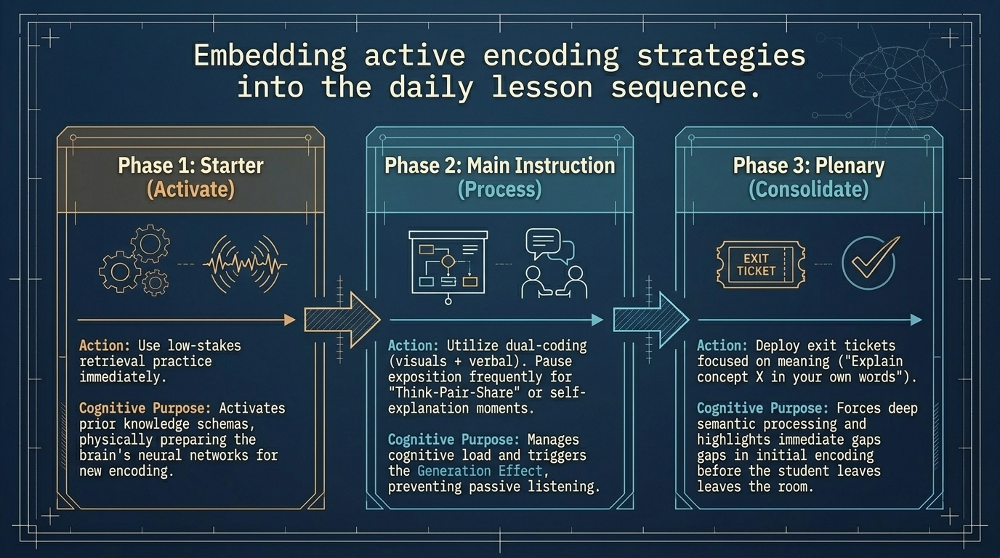 Embedding active encoding strategies
into the daily lesson sequence.
Phase 1: Starter
(Activate)
Action: Use low-stakes
retrieval practice
immediately.
Cognitive Purpose: Activates
prior knowledge schemas,
physically preparing the
brain's neural networks for
new encoding.
Phase 2: Main Instruction
(Process)
Action: Utilize dual-coding
(visuals + verbal). Pause
exposition frequently for
"Think-Pair-Share" or self-
explanation moments.
Cognitive Purpose: Manages
cognitive load and triggers
the Generation Effect,
preventing passive listening.
Phase 3: Plenary
(Consolidate)
EXIT
TICKET
Action: Deploy exit tickets
focused on meaning ("Explain
concept X in your own words").
Cognitive Purpose: Forces deep
semantic processing and
highlights immediate gaps
gaps in initial encoding
before the student leaves
leaves the room.